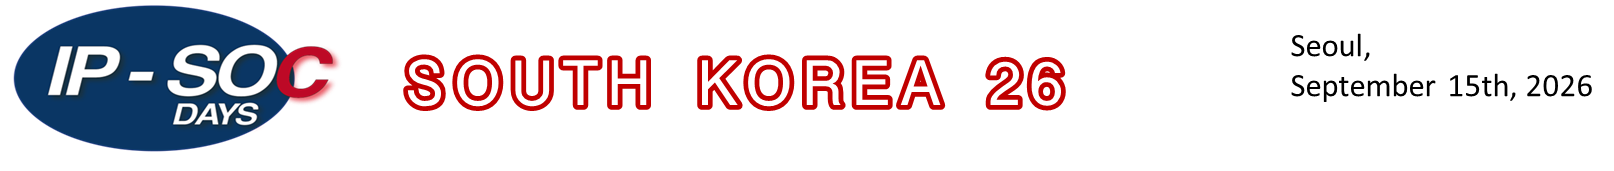 IP - SOC
DAYS
SOUTH KOREA 26
Seoul,
September 15th, 2026